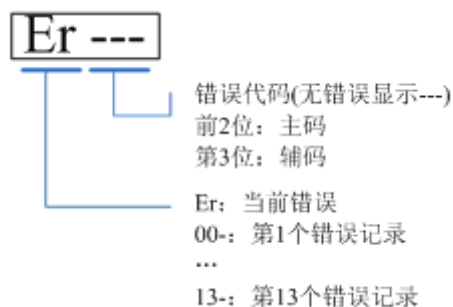 Er ---
错误代码(无错误显示---)
前2位：主码
第3位：辅码
Er：当前错误
00-：第1个错误记录
...
13-：第13个错误记录